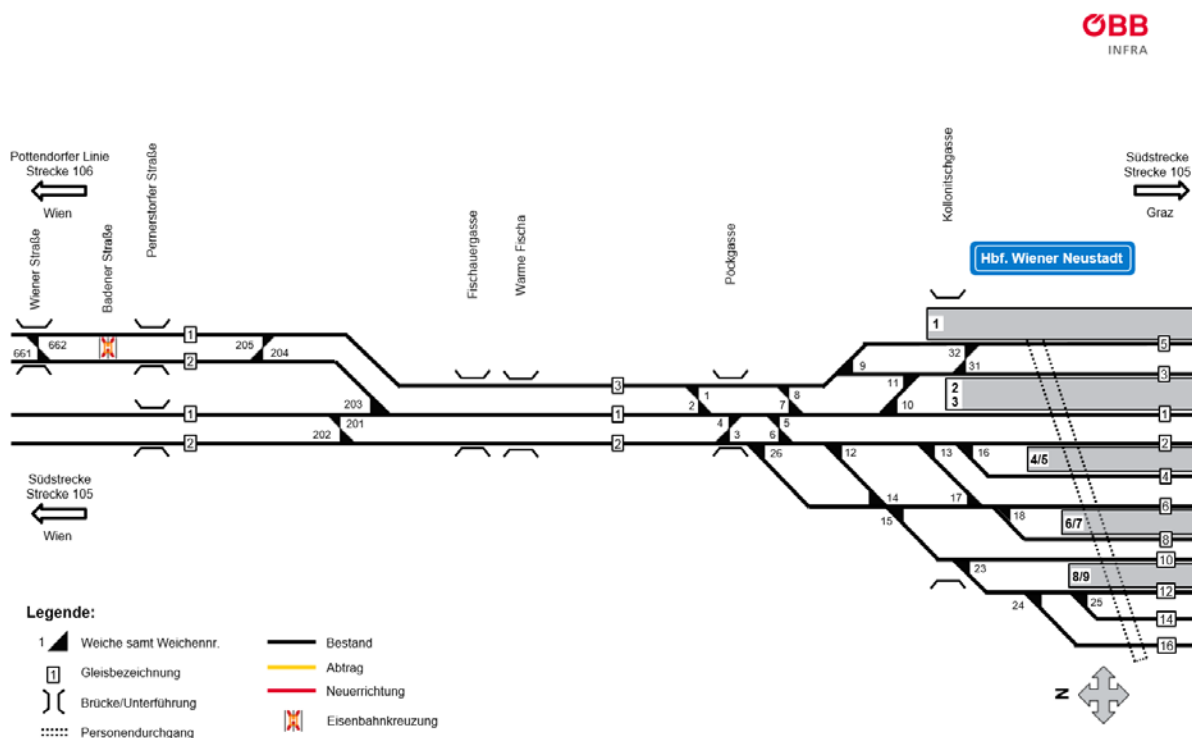 ÖBB
INFRA
Pottendorfer Linie
Strecke 106
Wien
Wiener Straße
Badener Straße
Pernerstorfer Straße
Fischauergasse
Warme Fischa
Pöckgasse
Kollonitschgasse
Südstrecke
Strecke 105
Graz
Hbf. Wiener Neustadt
1
1
205
5
662
32
661
2
204
9
31
3
11
2
3
203
3
1
8
2
7
10
1
1
1
201
4
5
202
3
6
2
2
2
26
12
13
16
4/5
4
Südstrecke
Strecke 105
Wien
14
17
6
15
18
6/7
8
10
23
8/9
12
24
25
14
16
Legende:
1 Weiche samt Weichennr.
1 Gleisbezeichnung
Brücke/Unterführung
Personendurchgang
Bestand
Abtrag
Neuerrichtung
Eisenbahnkreuzung
N